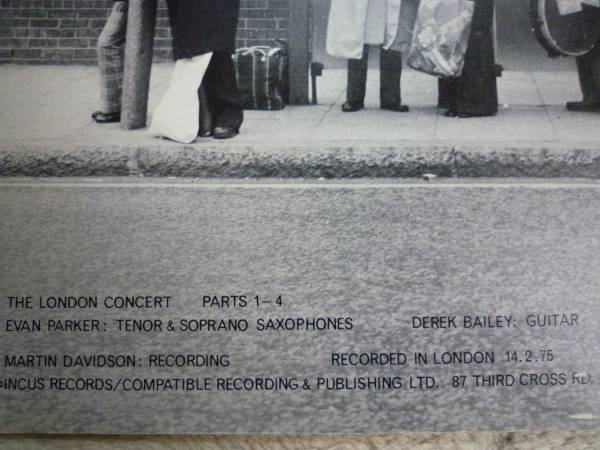 THE LONDON CONCERT PARTS 1-4
EVAN PARKER: TENOR & SOPRANO SAXOPHONES DEREK BAILEY: GUITAR
MARTIN DAVIDSON: RECORDING RECORDED IN LONDON 14.2.75
INCUS RECORDS/COMPATIBLE RECORDING & PUBLISHING LTD. 87 THIRD CROSS RD.